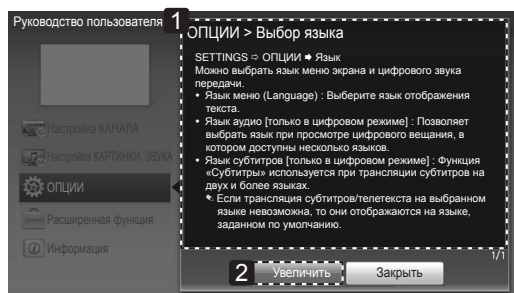 Руководство пользователя
1
ОПЦИИ > Выбор языка
SETTINGS ⇨ ОПЦИИ ➡ Язык
Можно выбрать язык меню экрана и цифрового звука
передачи.
• Язык меню (Language) : Выберите язык отображения
текста.
• Язык аудио [только в цифровом режиме] : Позволяет
выбрать язык при просмотре цифрового вещания, в
котором доступны несколько языков.
• Язык субтитров [только в цифровом режиме] : Функция
«Субтитры» используется при трансляции субтитров на
двух и более языках.
✎ Если трансляция субтитров/телетекста на выбранном
языке невозможна, то они отображаются на языке,
заданном по умолчанию.
Настройка КАНАЛА
Настройка КАРТИНКИ, ЗВУКА
ОПЦИИ
Расширенная функция
Информация
1/1
2
Увеличить
Закрыть